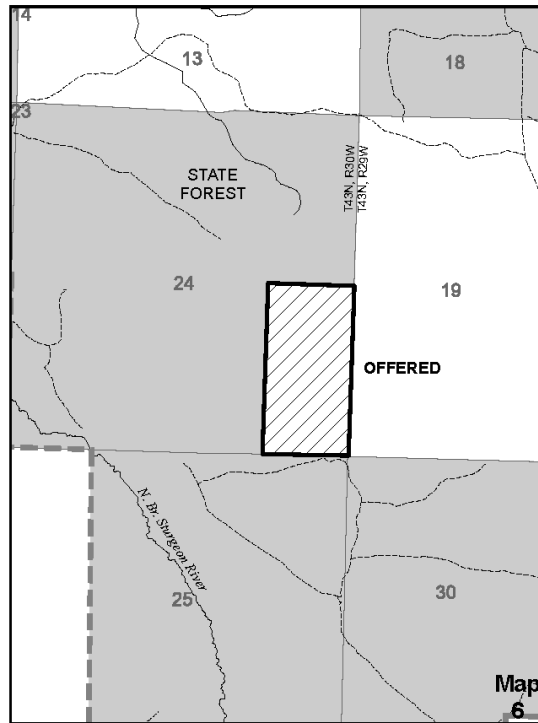 14
13
18
23
STATE
FOREST
T43N, R30W
T43N, R29W
24
19
OFFERED
N. Br. Sturgeon River
25
30
Map
6